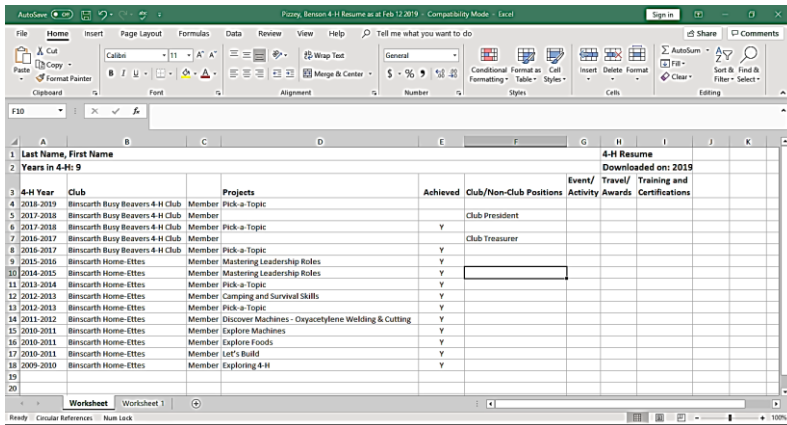 AutoSave Off Pizzey, Benson 4-H Resume as at Feb 12 2019 - Compatibility Mode - Excel Sign in
File Home Insert Page Layout Formulas Data Review View Help Tell me what you want to do Share Comments
Paste Cut Copy Format Painter Calibri 11 A A B I U A Wrap Text Merge & Center General $ % , Conditional Formatting Format as Table Cell Styles Insert Delete Format AutoSum Fill Clear Sort & Filter Find & Select
Clipboard Font Alignment Number Styles Cells Editing
F10 fx
A B C D E F G H I J K
1 Last Name, First Name 4-H Resume
2 Years in 4-H: 9 Downloaded on: 2019
3 4-H Year Club Projects Achieved Club/Non-Club Positions Event/ Activity Travel/ Awards Training and Certifications
4 2018-2019 Binscarth Busy Beavers 4-H Club Member Pick-a-Topic
5 2017-2018 Binscarth Busy Beavers 4-H Club Member Club President
6 2017-2018 Binscarth Busy Beavers 4-H Club Member Pick-a-Topic Y
7 2016-2017 Binscarth Busy Beavers 4-H Club Member Club Treasurer
8 2016-2017 Binscarth Busy Beavers 4-H Club Member Pick-a-Topic Y
9 2015-2016 Binscarth Home-Ettes Member Mastering Leadership Roles Y
10 2014-2015 Binscarth Home-Ettes Member Mastering Leadership Roles Y
11 2013-2014 Binscarth Home-Ettes Member Pick-a-Topic Y
12 2012-2013 Binscarth Home-Ettes Member Camping and Survival Skills Y
13 2012-2013 Binscarth Home-Ettes Member Pick-a-Topic Y
14 2011-2012 Binscarth Home-Ettes Member Discover Machines - Oxyacetylene Welding & Cutting Y
15 2010-2011 Binscarth Home-Ettes Member Explore Machines Y
16 2010-2011 Binscarth Home-Ettes Member Explore Foods Y
17 2010-2011 Binscarth Home-Ettes Member Let's Build Y
18 2009-2010 Binscarth Home-Ettes Member Exploring 4-H Y
19
20
Worksheet Worksheet 1
Ready Circular References Num Lock 100%